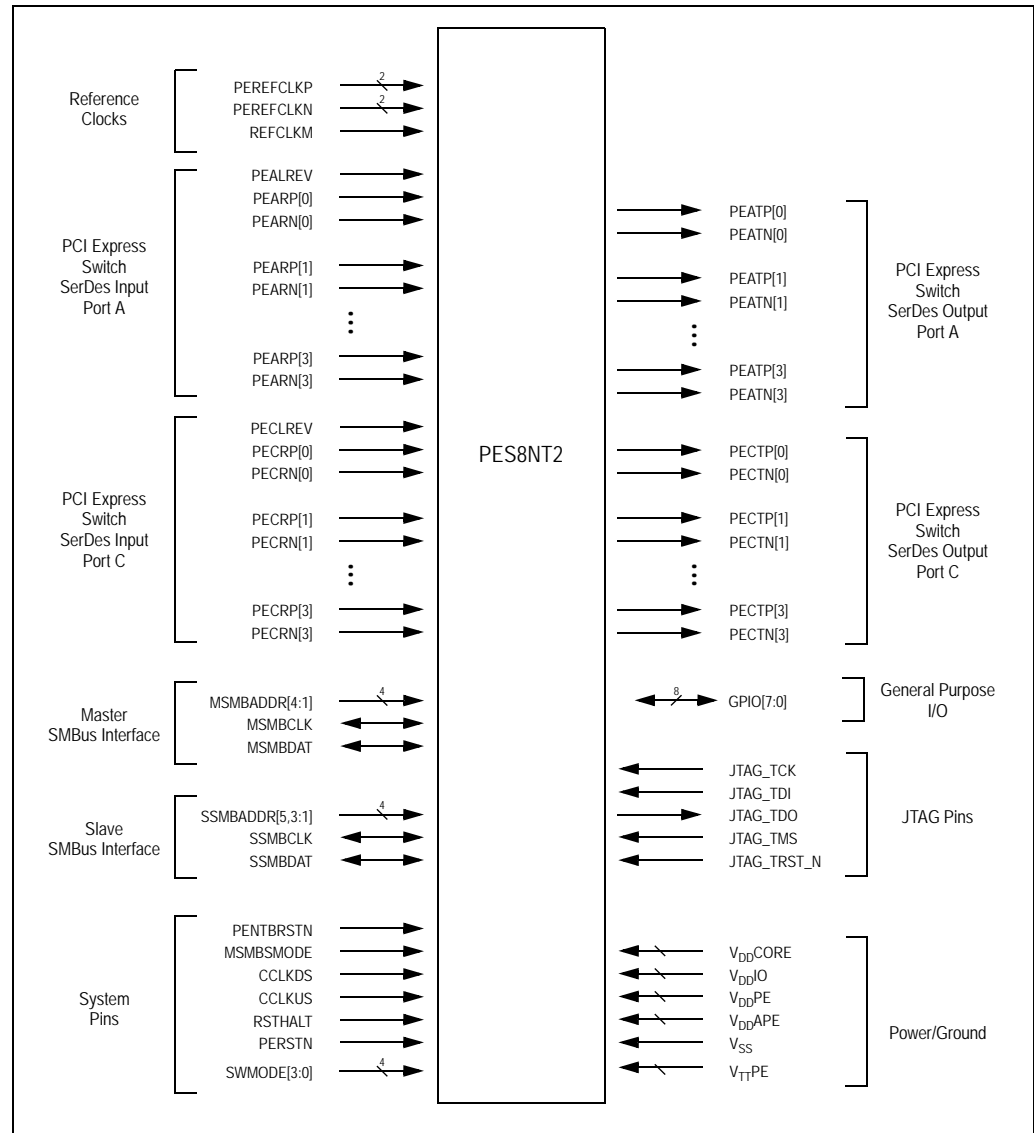 Reference
Clocks
PEREFCLKP
2
PEREFCLKN
2
REFCLKM
PCI Express
Switch
SerDes Input
Port A
PEALREV
PEARP[0]
PEARN[0]
PEARP[1]
PEARN[1]
PEARP[3]
PEARN[3]
PCI Express
Switch
SerDes Input
Port C
PECLREV
PECRP[0]
PECRN[0]
PECRP[1]
PECRN[1]
PECRP[3]
PECRN[3]
Master
SMBus Interface
MSMBADDR[4:1]
4
MSMBCLK
MSMBDAT
Slave
SMBus Interface
SSMBADDR[5,3:1]
4
SSMBCLK
SSMBDAT
System
Pins
PENTBRSTN
MSMBSMODE
CCLKDS
CCLKUS
RSTHALT
PERSTN
SWMODE[3:0]
4
PES8NT2
PEATP[0]
PEATN[0]
PEATP[1]
PEATN[1]
PEATP[3]
PEATN[3]
PCI Express
Switch
SerDes Output
Port A
PECTP[0]
PECTN[0]
PECTP[1]
PECTN[1]
PECTP[3]
PECTN[3]
PCI Express
Switch
SerDes Output
Port C
8
GPIO[7:0]
General Purpose
I/O
JTAG_TCK
JTAG_TDI
JTAG_TDO
JTAG_TMS
JTAG_TRST_N
JTAG Pins
VDDCORE
VDDIO
VDDPE
VDDAPE
VSS
VTTPE
Power/Ground